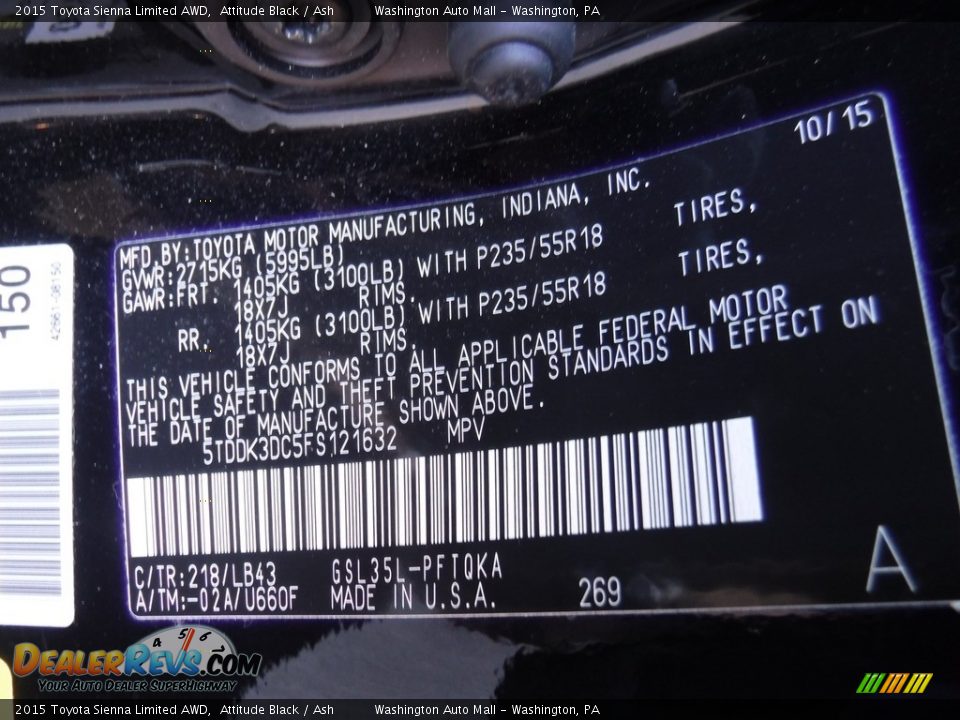 2015 Toyota Sienna Limited AWD, Attitude Black / Ash Washington Auto Mall - Washington, PA
10/15
MFD.BY:TOYOTA MOTOR MANUFACTURING, INDIANA, INC.
GVWR:2715KG (5995LB)
GAWR:FRT. 1405KG (3100LB) WITH P235/55R18 TIRES,
18X7J RIMS.
RR. 1405KG (3100LB) WITH P235/55R18 TIRES,
18X7J RIMS.
THIS VEHICLE CONFORMS TO ALL APPLICABLE FEDERAL MOTOR
VEHICLE SAFETY AND THEFT PREVENTION STANDARDS IN EFFECT ON
THE DATE OF MANUFACTURE SHOWN ABOVE.
5TDDK3DC5FS121632 MPV
C/TR:218/LB43 GSL35L-PFTQKA
A/TM:-02A/U660F MADE IN U.S.A. 269
A
150
42661-08150
4 5 6
DealerRevs.com
Your Auto Dealer SuperHighway
2015 Toyota Sienna Limited AWD, Attitude Black / Ash Washington Auto Mall - Washington, PA